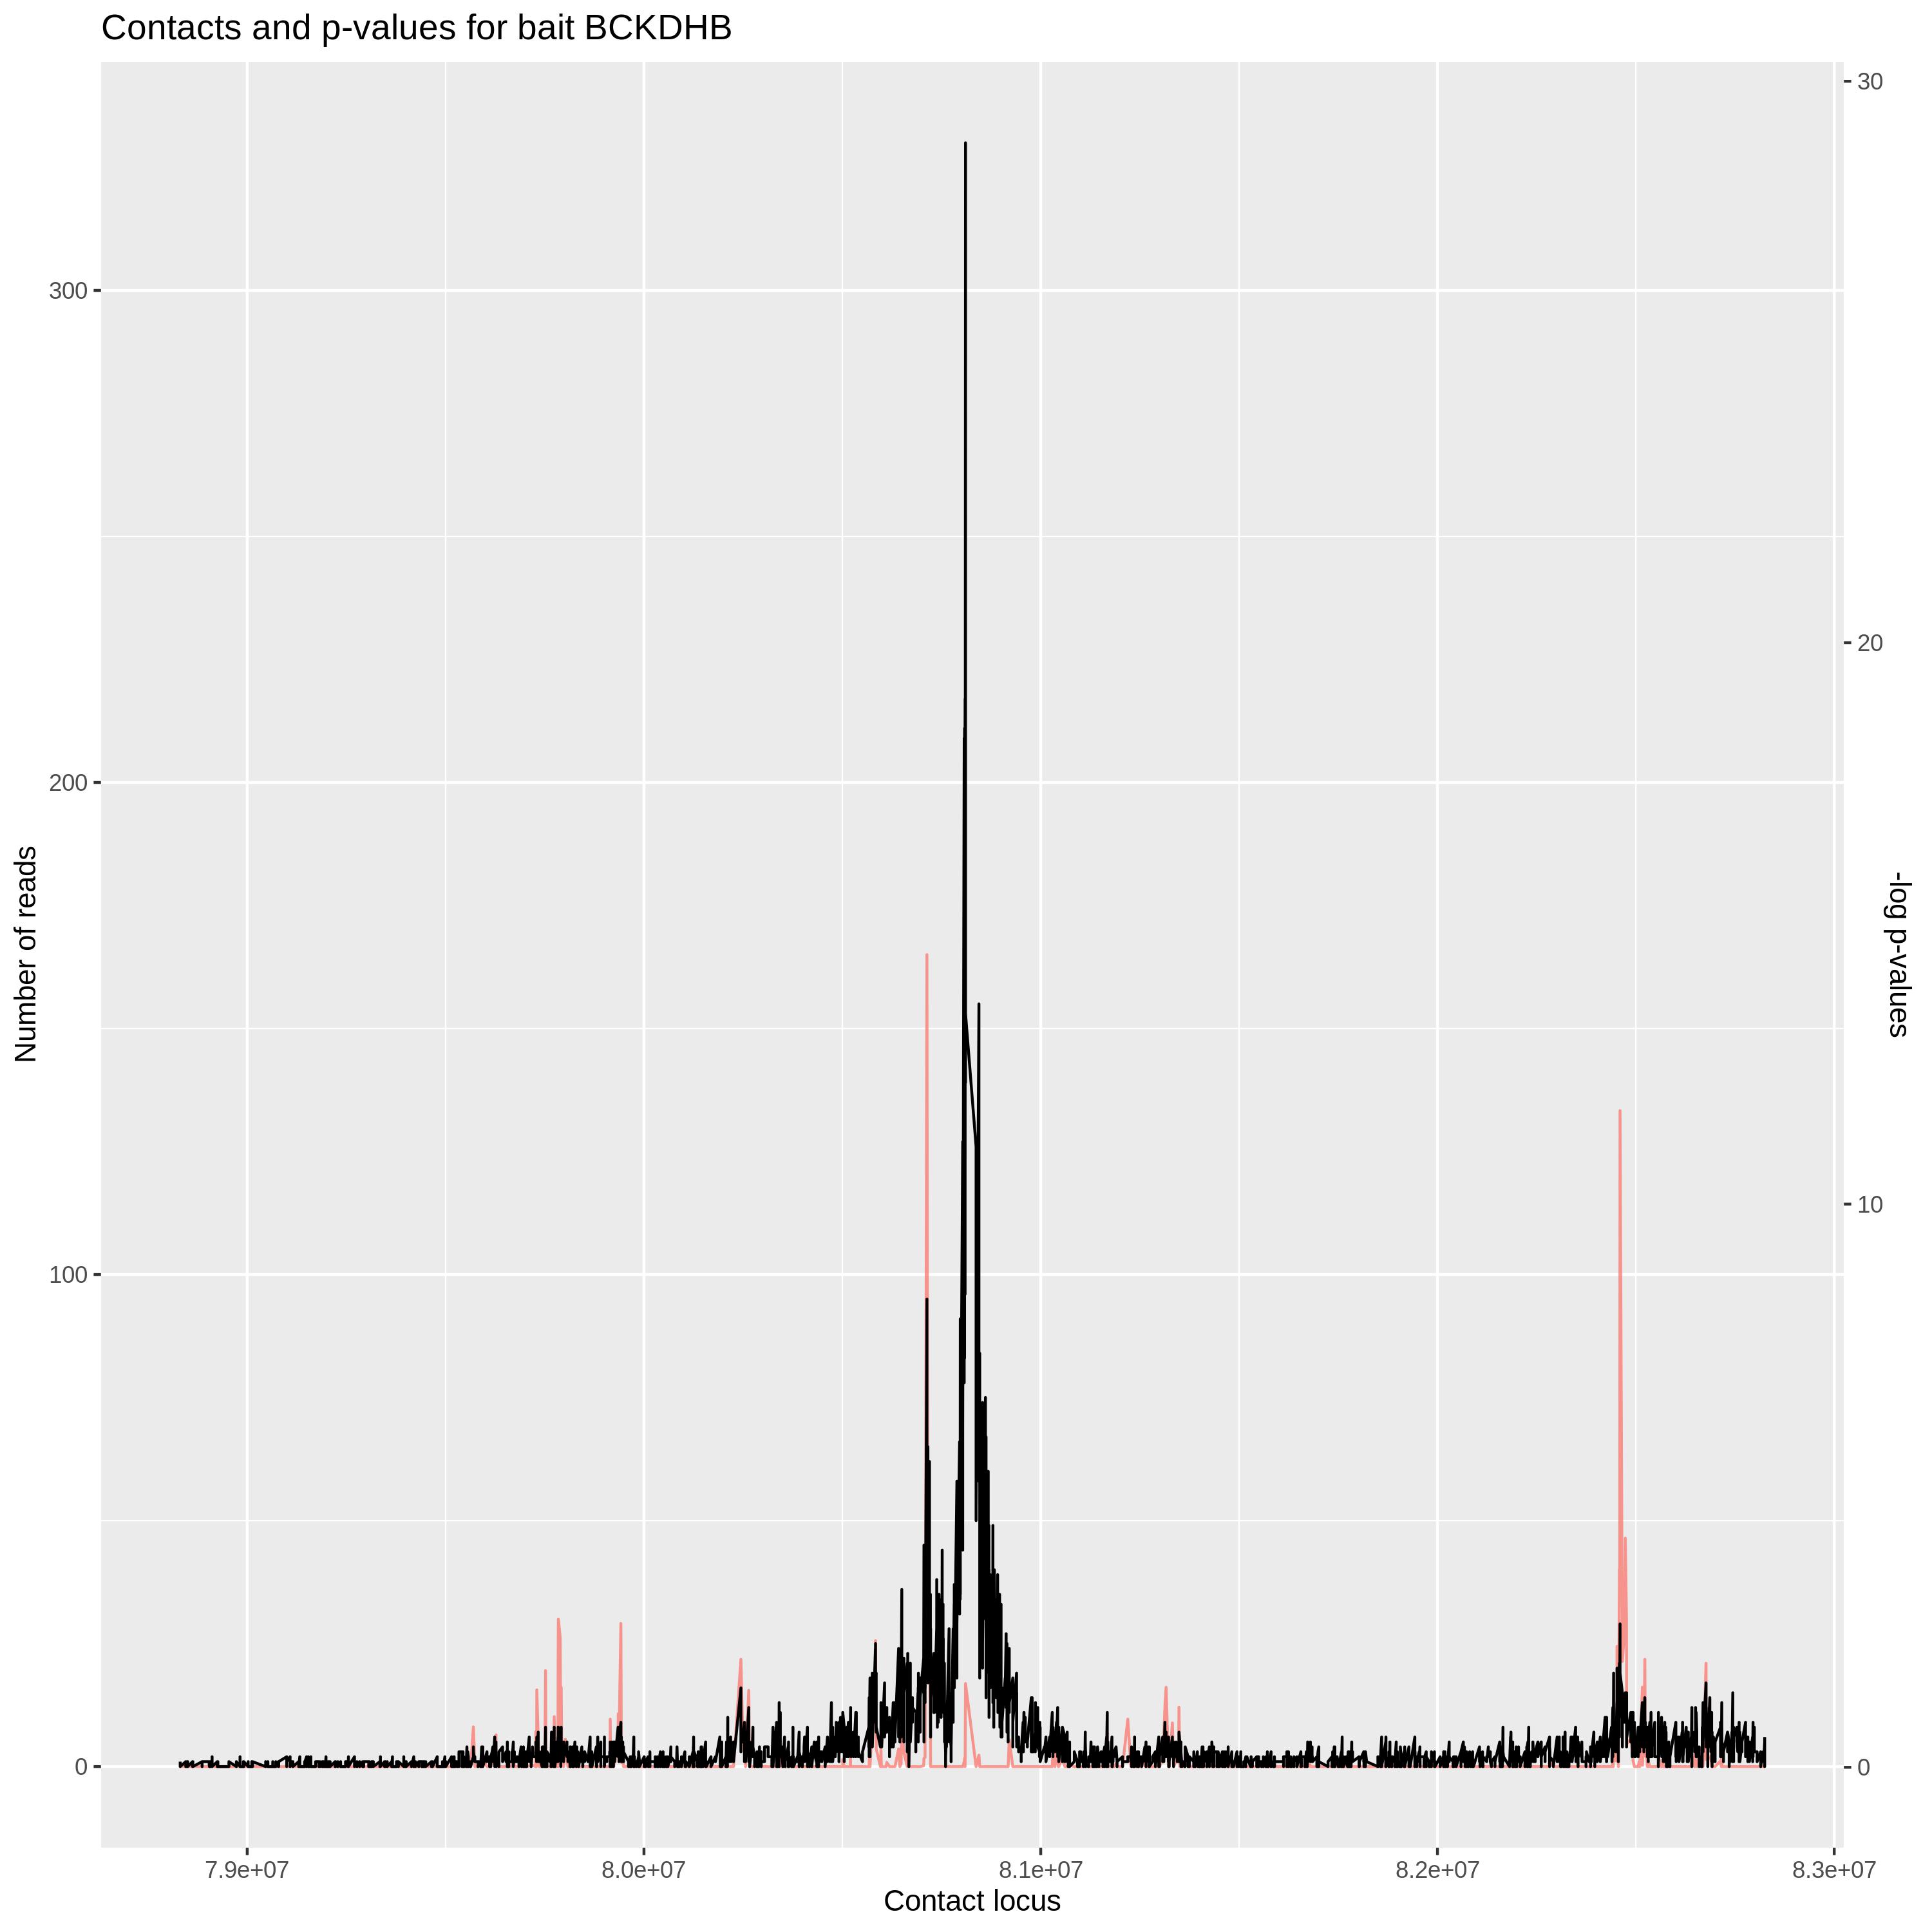 Contacts and p-values for bait BCKDHB
300
200
100
0
Number of reads
30
20
10
0
-log p-values
7.9e+07
8.0e+07
8.1e+07
8.2e+07
8.3e+07
Contact locus